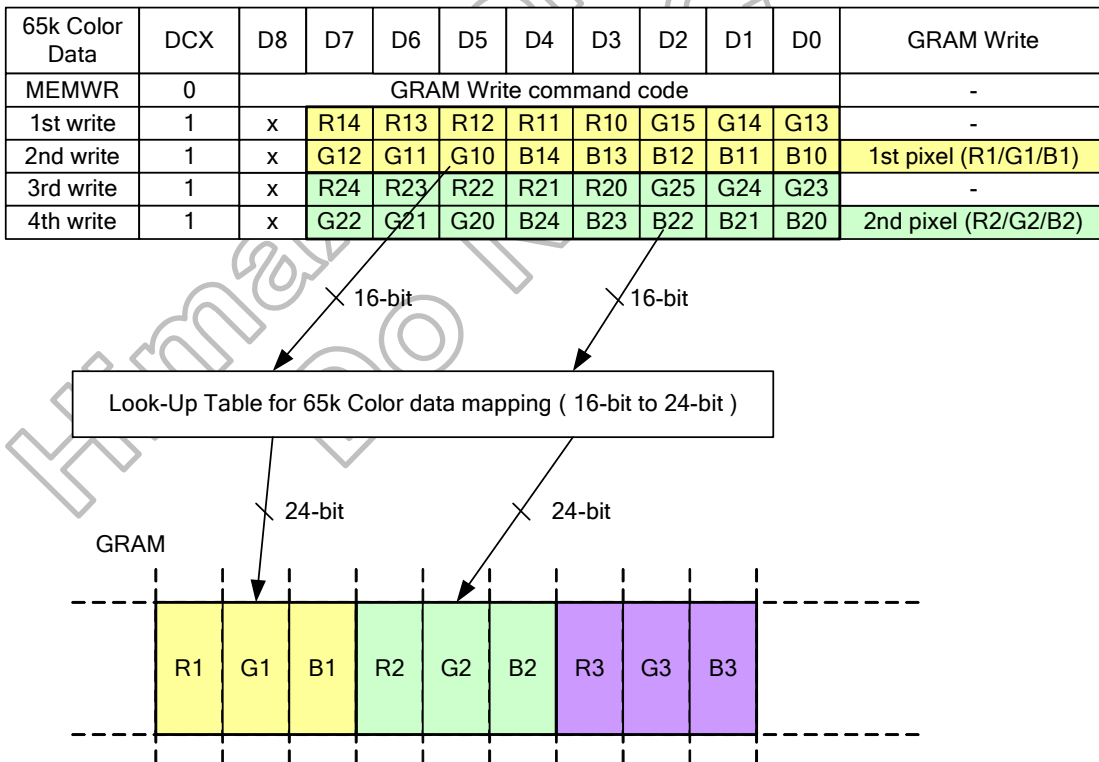 65k Color Data DCX D8 D7 D6 D5 D4 D3 D2 D1 D0 GRAM Write
MEMWR 0 GRAM Write command code -
1st write 1 x R14 R13 R12 R11 R10 G15 G14 G13 -
2nd write 1 x G12 G11 G10 B14 B13 B12 B11 B10 1st pixel (R1/G1/B1)
3rd write 1 x R24 R23 R22 R21 R20 G25 G24 G23 -
4th write 1 x G22 G21 G20 B24 B23 B22 B21 B20 2nd pixel (R2/G2/B2)
16-bit 16-bit
Look-Up Table for 65k Color data mapping ( 16-bit to 24-bit )
24-bit 24-bit
GRAM
R1 G1 B1 R2 G2 B2 R3 G3 B3
Do